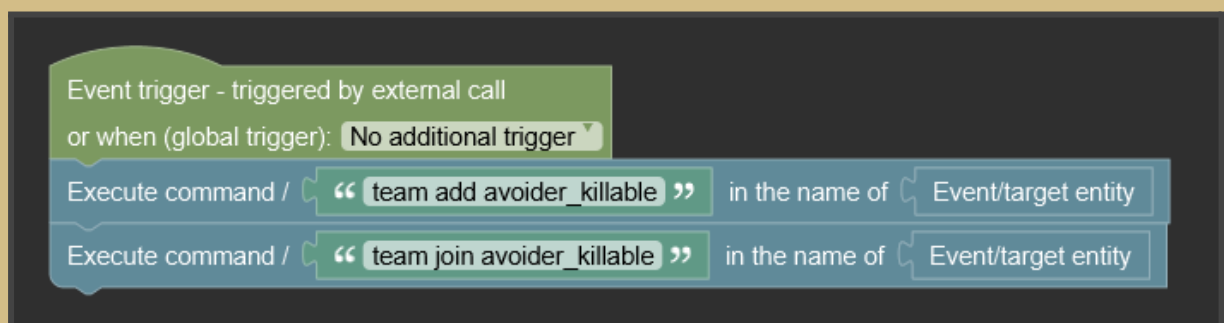 Event trigger - triggered by external call
or when (global trigger): No additional trigger
Execute command / “ team add avoider_killable ” in the name of Event/target entity
Execute command / “ team join avoider_killable ” in the name of Event/target entity